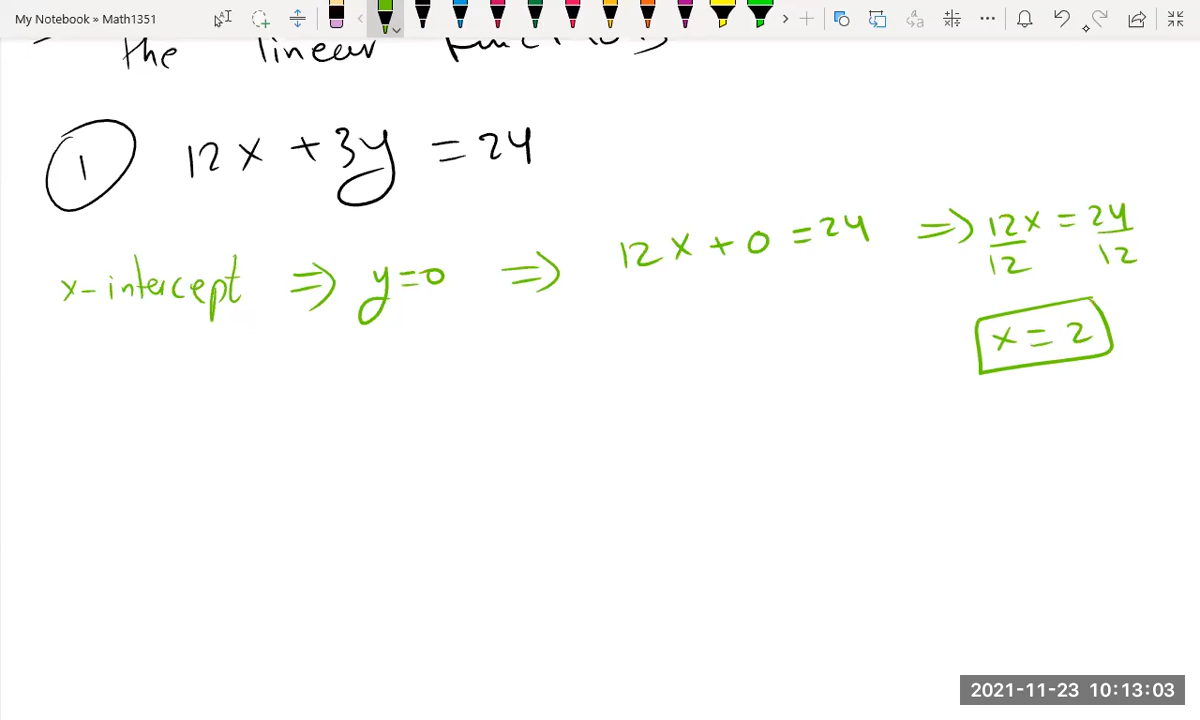 My Notebook » Math1351
the linear
1 12x + 3y = 24
x-intercept ⇒ y=0 ⇒ 12x + 0 = 24 ⇒ 12x/12 = 24/12
x = 2
2021-11-23 10:13:03